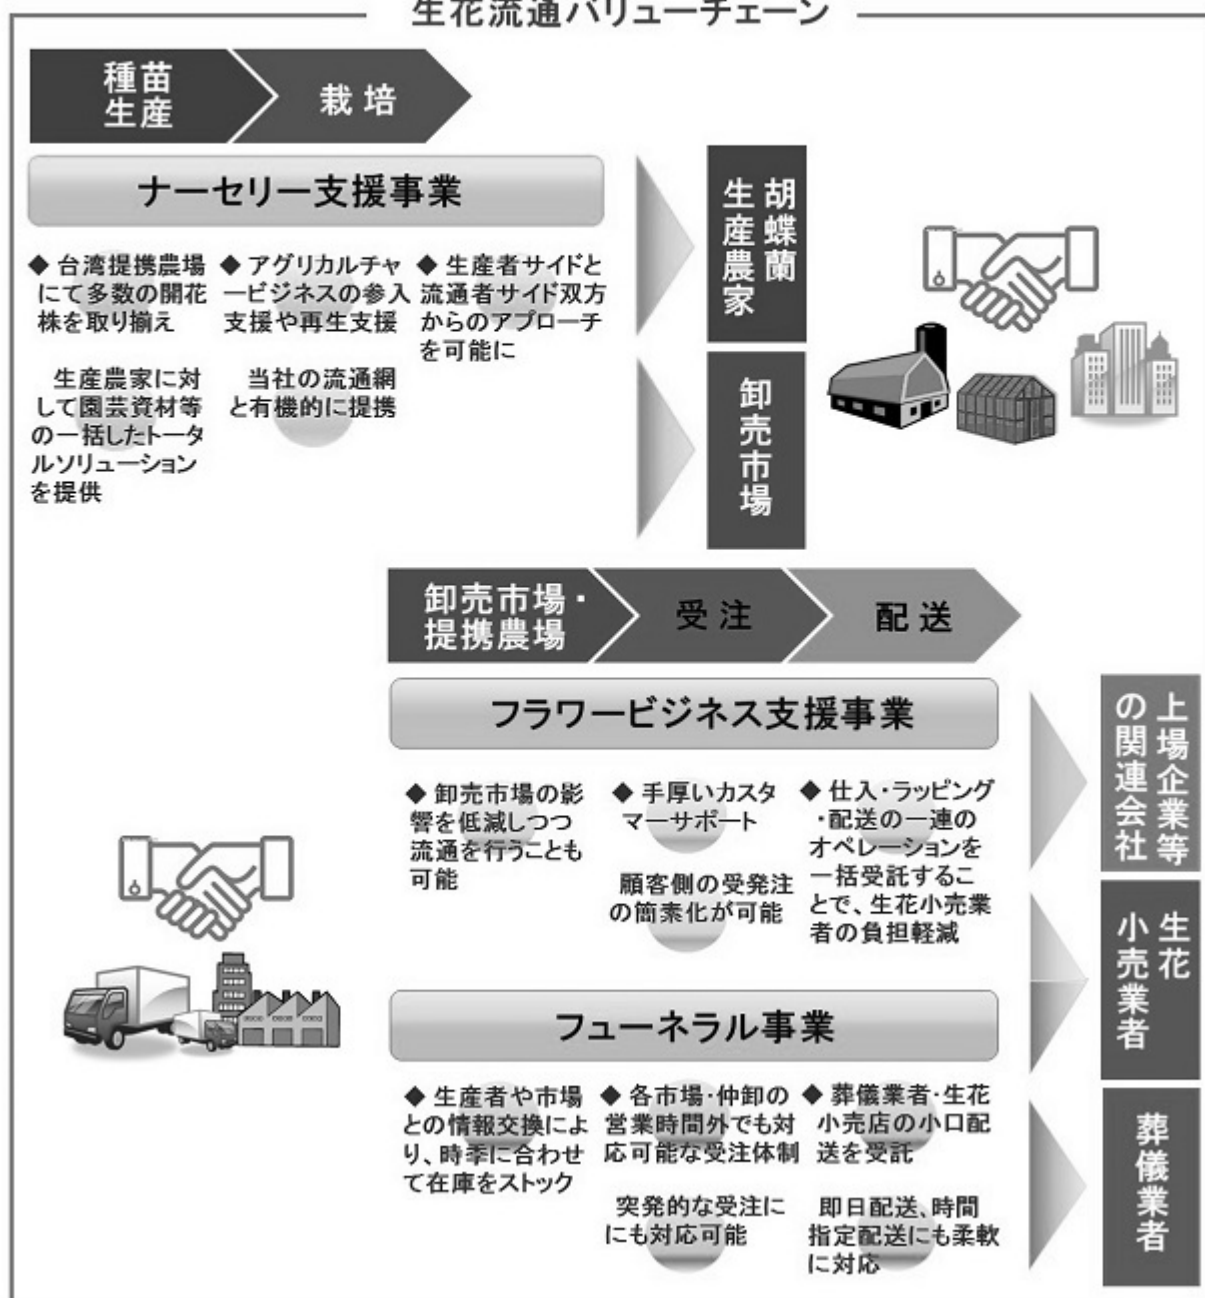 生花流通バリューチェーン
種苗
生産
栽培
ナーセリー支援事業
◆ 台湾提携農場
にて多数の開花
株を取り揃え
生産農家に対
して園芸資材等
の一括したトータ
ルソリューション
を提供
◆ アグリカルチャ
ービジネスの参入
支援や再生支援
当社の流通網
と有機的に提携
◆ 生産者サイドと
流通者サイド双方
からのアプローチ
を可能に
胡蝶蘭
生産農家
卸売市場
卸売市場・
提携農場
受注
配送
フラワービジネス支援事業
◆ 卸売市場の影
響を低減しつつ
流通を行うことも
可能
◆ 手厚いカスタ
マーサポート
顧客側の受発注
の簡素化が可能
◆ 仕入・ラッピング
・配送の一連の
オペレーションを
一括受託するこ
とで、生花小売業
者の負担軽減
上場企業等
の関連会社
生花
小売業者
フューネラル事業
◆ 生産者や市場
との情報交換によ
り、時季に合わせ
て在庫をストック
◆ 各市場・仲卸の
営業時間外でも対
応可能な受注体制
突発的な受注に
にも対応可能
◆ 葬儀業者・生花
小売店の小口配
送を受託
即日配送、時間
指定配送にも柔軟
に対応
葬儀業者